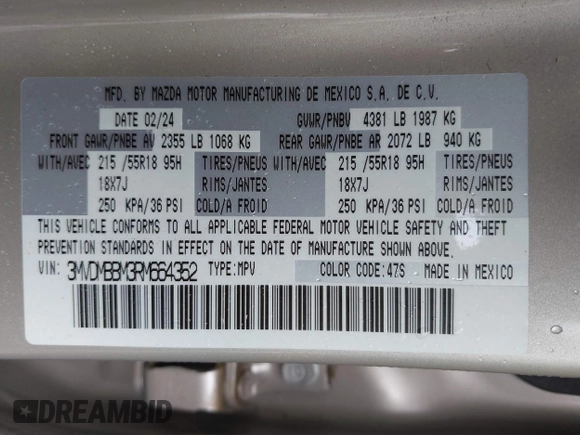 MFD. BY MAZDA MOTOR MANUFACTURING DE MEXICO S.A. DE C.V.
DATE 02/24 GVWR/PNBV 4381 LB 1987 KG
FRONT GAWR/PNBE AV 2355 LB 1068 KG REAR GAWR/PNBE AR 2072 LB 940 KG
WITH/AVEC 215 /55R18 95H TIRES/PNEUS WITH/AVEC 215 /55R18 95H TIRES/PNEUS
18X7J RIMS/JANTES 18X7J RIMS/JANTES
250 KPA/36 PSI COLD/A FROID 250 KPA/36 PSI COLD/A FROID
THIS VEHICLE CONFORMS TO ALL APPLICABLE FEDERAL MOTOR VEHICLE SAFETY AND THEFT
PREVENTION STANDARDS IN EFFECT ON THE DATE OF MANUFACTURE SHOWN ABOVE.
VIN: 3MVDMBBM3RM664352 TYPE:MPV COLOR CODE:47S MADE IN MEXICO
DREAMBID